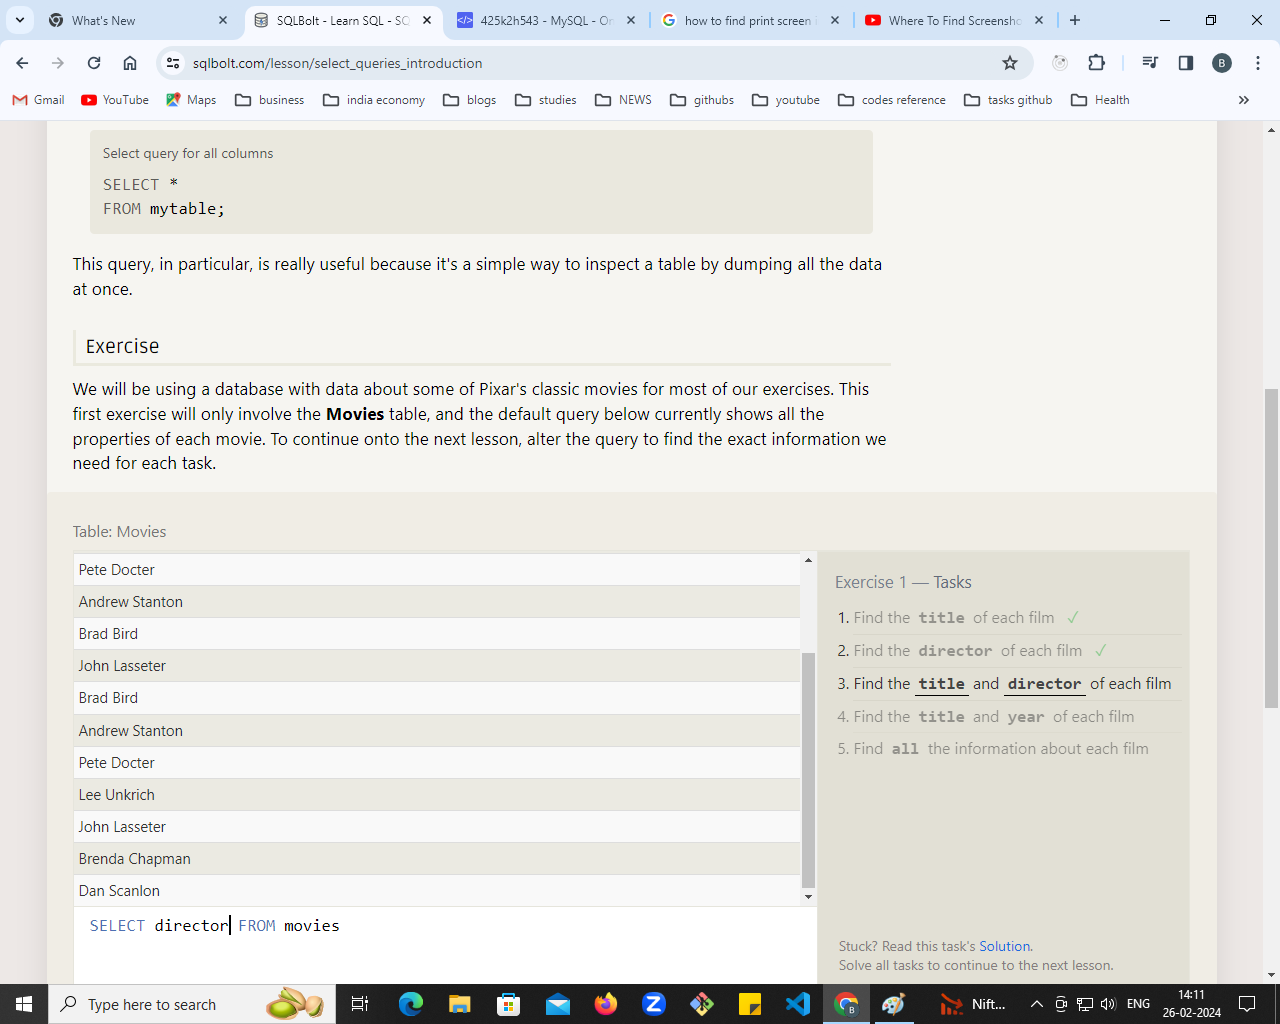 What's New
SQLBolt - Learn SQL - SQ
425k2h543 - MySQL - On
how to find print screen i
Where To Find Screensho
sqlbolt.com/lesson/select_queries_introduction
B
Gmail
YouTube
Maps
business
india economy
blogs
studies
NEWS
githubs
youtube
codes reference
tasks github
Health
Select query for all columns
SELECT *
FROM mytable;
This query, in particular, is really useful because it's a simple way to inspect a table by dumping all the data
at once.
Exercise
We will be using a database with data about some of Pixar's classic movies for most of our exercises. This
first exercise will only involve the Movies table, and the default query below currently shows all the
properties of each movie. To continue onto the next lesson, alter the query to find the exact information we
need for each task.
Table: Movies
Pete Docter
Andrew Stanton
Brad Bird
John Lasseter
Brad Bird
Andrew Stanton
Pete Docter
Lee Unkrich
John Lasseter
Brenda Chapman
Dan Scanlon
SELECT director FROM movies
Exercise 1 — Tasks
1. Find the title of each film ✓
2. Find the director of each film ✓
3. Find the title and director of each film
4. Find the title and year of each film
5. Find all the information about each film
Stuck? Read this task's Solution.
Solve all tasks to continue to the next lesson.
Type here to search
Nift...
ENG
14:11
26-02-2024